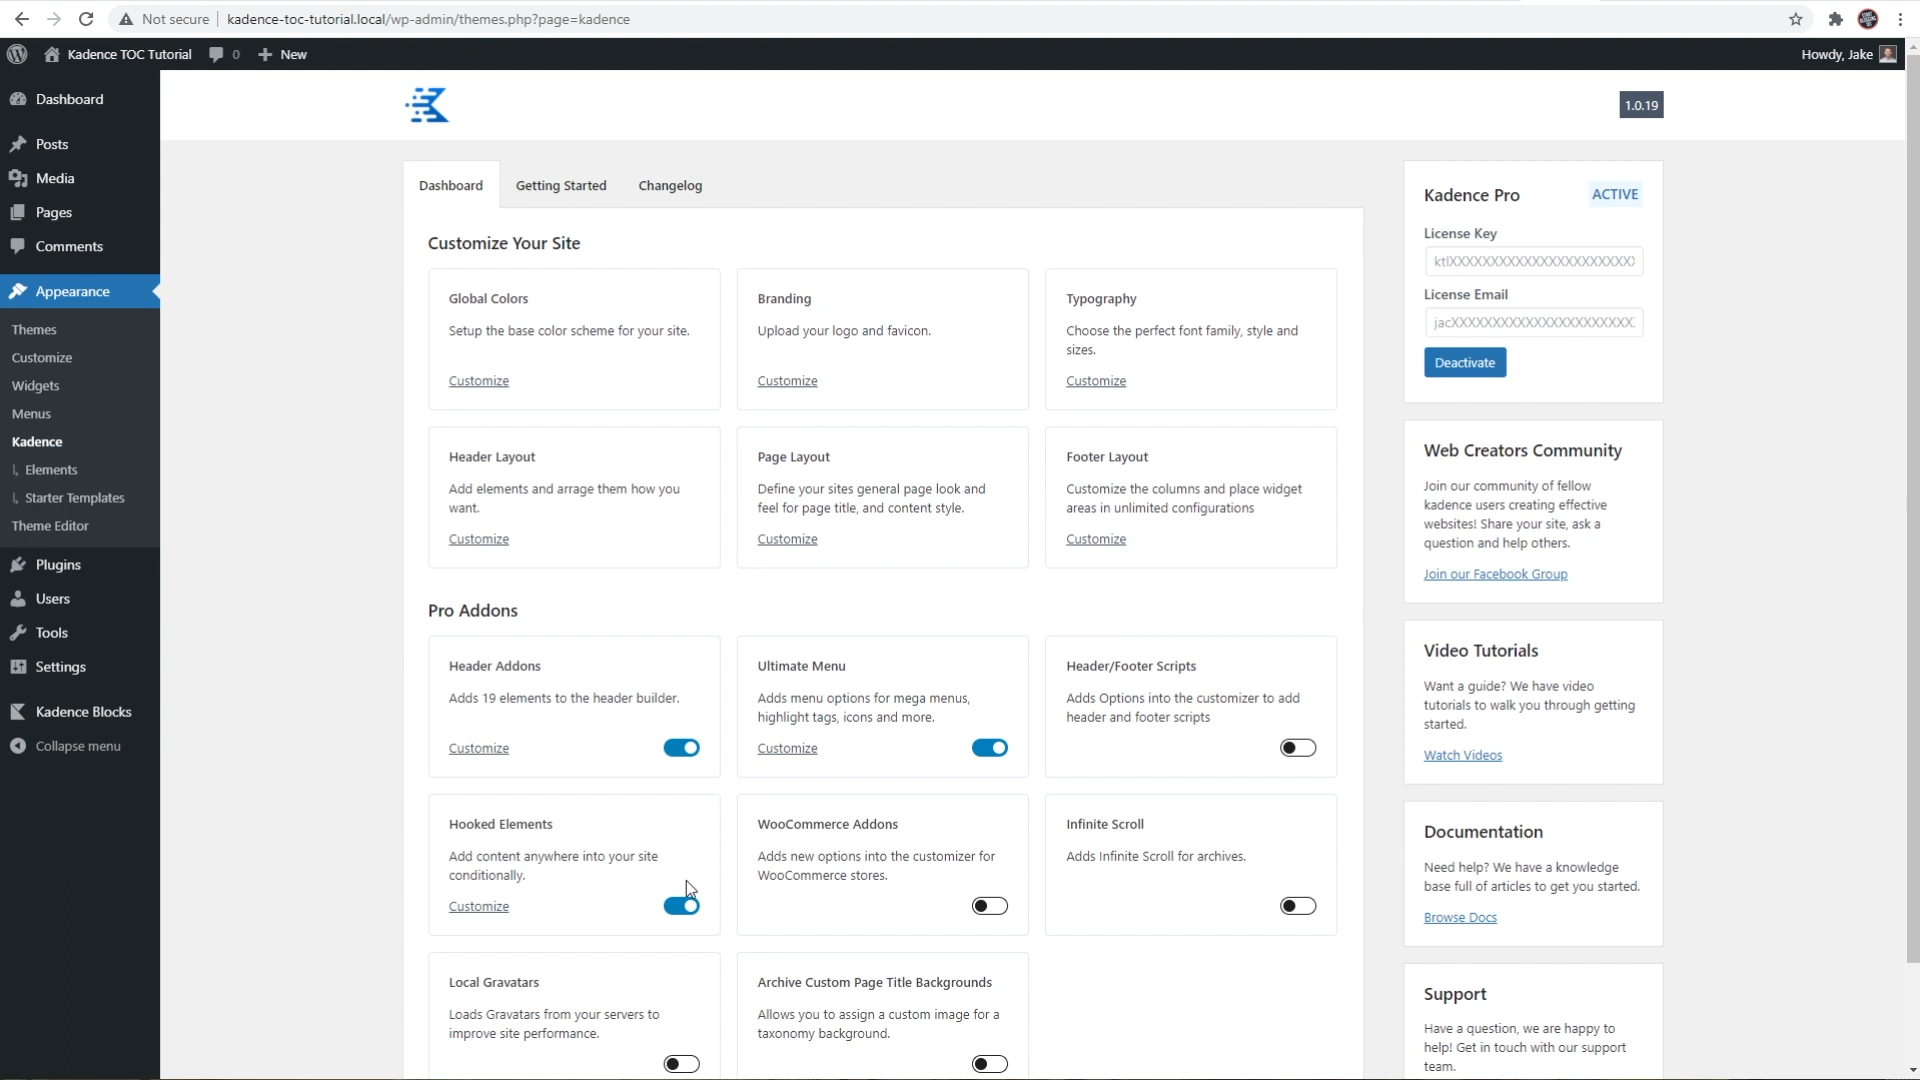 Not secure
kadence-toc-tutorial.local/wp-admin/themes.php?page=kadence
Kadence TOC Tutorial
0
New
Howdy, Jake
Dashboard
Posts
Media
Pages
Comments
Appearance
Themes
Customize
Widgets
Menus
Kadence
Elements
Starter Templates
Theme Editor
Plugins
Users
Tools
Settings
Kadence Blocks
Collapse menu
1.0.19
Dashboard
Getting Started
Changelog
Customize Your Site
Global Colors
Setup the base color scheme for your site.
Customize
Branding
Upload your logo and favicon.
Customize
Typography
Choose the perfect font family, style and
sizes.
Customize
Header Layout
Add elements and arrage them how you
want.
Customize
Page Layout
Define your sites general page look and
feel for page title, and content style.
Customize
Footer Layout
Customize the columns and place widget
areas in unlimited configurations
Customize
Pro Addons
Header Addons
Adds 19 elements to the header builder.
Customize
Ultimate Menu
Adds menu options for mega menus,
highlight tags, icons and more.
Customize
Header/Footer Scripts
Adds Options into the customizer to add
header and footer scripts
Hooked Elements
Add content anywhere into your site
conditionally.
Customize
WooCommerce Addons
Adds new options into the customizer for
WooCommerce stores.
Infinite Scroll
Adds Infinite Scroll for archives.
Local Gravatars
Loads Gravatars from your servers to
improve site performance.
Archive Custom Page Title Backgrounds
Allows you to assign a custom image for a
taxonomy background.
Kadence Pro
ACTIVE
License Key
License Email
Deactivate
Web Creators Community
Join our community of fellow
kadence users creating effective
websites! Share your site, ask a
question and help others.
Join our Facebook Group
Video Tutorials
Want a guide? We have video
tutorials to walk you through getting
started.
Watch Videos
Documentation
Need help? We have a knowledge
base full of articles to get you started.
Browse Docs
Support
Have a question, we are happy to
help! Get in touch with our support
team.